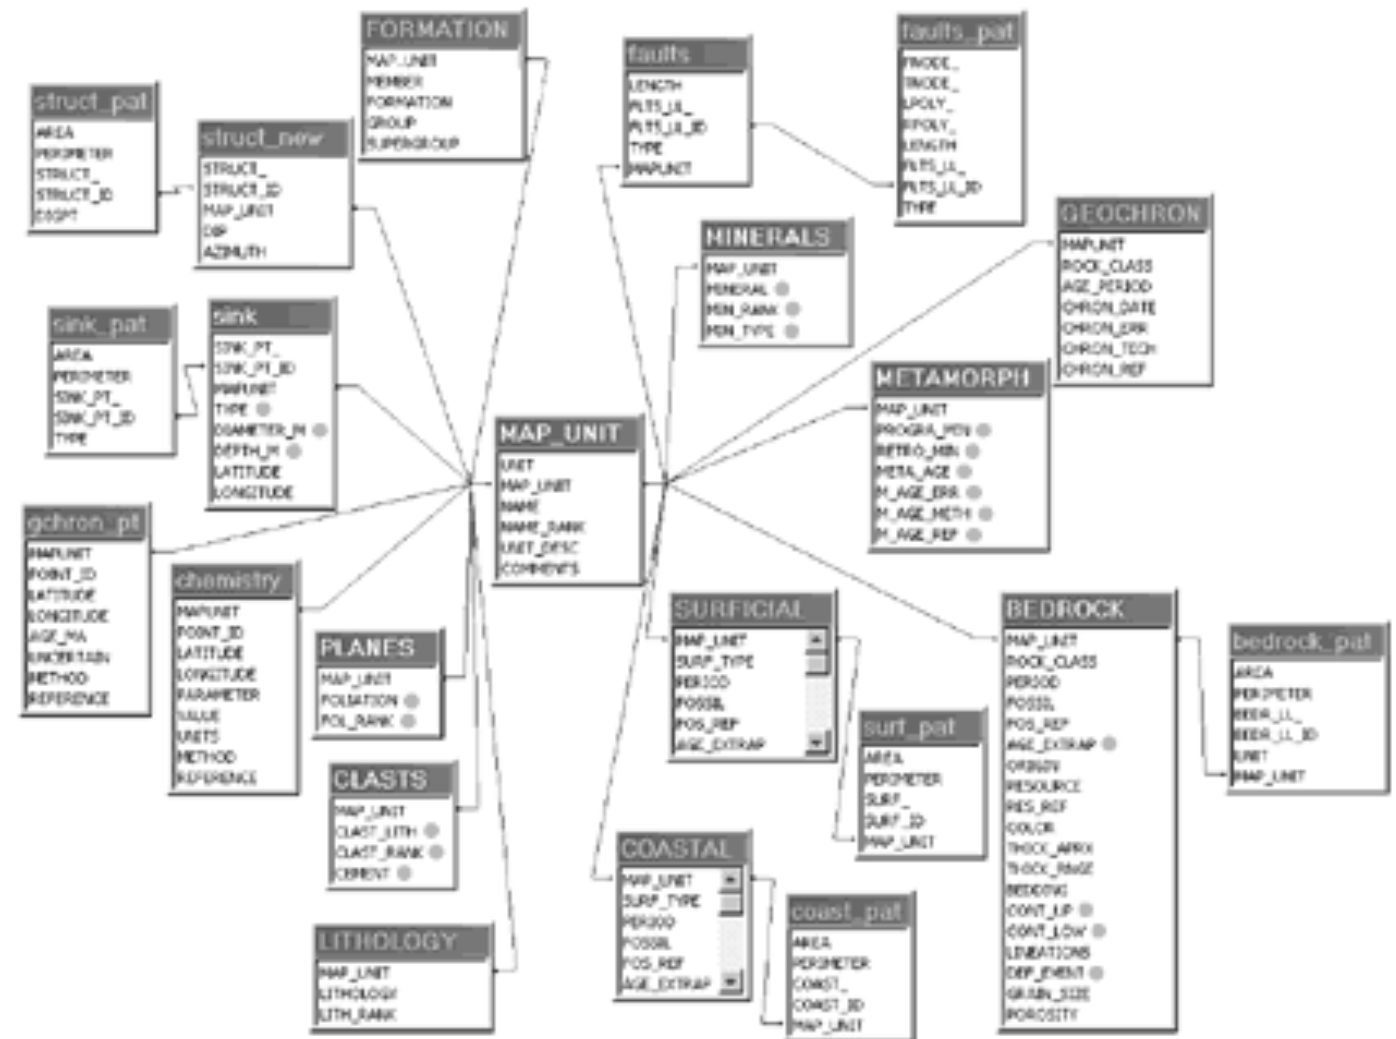 FORMATION
MAP_UNIT
MEMBER
FORMATION
GROUP
SUPERGROUP
faults
LENGTH
FLTS_LL_
FLTS_LL_ID
TYPE
MAPUNIT
faults_pat
FNODE_
TNODE_
LPOLY_
RPOLY_
LENGTH
FLTS_LL_
FLTS_LL_ID
TYPE
struct_pat
AREA
PERIMETER
STRUCT_
STRUCT_ID
struct_new
STRUCT_
STRUCT_ID
MAP_UNIT
DIP
AZIMUTH
MINERALS
MAP_UNIT
MINERAL
MIN_RANK
MIN_TYPE
GEOCHRON
MAPUNIT
ROCK_CLASS
AGE_PERIOD
CHRON_DATE
CHRON_ERR
CHRON_TECH
CHRON_REF
sink_pat
AREA
PERIMETER
SINK_PT_
SINK_PT_ID
TYPE
sink
SINK_PT_
SINK_PT_ID
MAPUNIT
TYPE
DIAMETER_M
DEPTH_M
LATITUDE
LONGITUDE
METAMORPH
MAP_UNIT
PROGRA_MIN
RETRO_MIN
META_AGE
M_AGE_ERR
M_AGE_METH
M_AGE_REF
MAP_UNIT
UNIT
MAP_UNIT
NAME
NAME_RANK
UNIT_DESC
COMMENTS
gchron_pt
MAPUNIT
POINT_ID
LATITUDE
LONGITUDE
AGE_MA
UNCERTAIN
METHOD
REFERENCE
chemistry
MAPUNIT
POINT_ID
LATITUDE
LONGITUDE
PARAMETER
VALUE
UNITS
METHOD
REFERENCE
PLANES
MAP_UNIT
FOLIATION
FOL_RANK
SURFICIAL
MAP_UNIT
SURF_TYPE
PERIOD
FOSSIL
FOS_REF
AGE_EXTRAP
BEDROCK
MAP_UNIT
ROCK_CLASS
PERIOD
FOSSIL
FOS_REF
AGE_EXTRAP
ORIGIN
RESOURCE
RES_REF
COLOR
THICK_APRX
THICK_RNGE
BEDDING
CONT_UP
CONT_LOW
LINEATIONS
DEP_EVENT
GRAIN_SIZE
POROSITY
bedrock_pat
AREA
PERIMETER
BEDR_LL_
BEDR_LL_ID
UNIT
MAP_UNIT
surf_pat
AREA
PERIMETER
SURF_
SURF_ID
MAP_UNIT
CLASTS
MAP_UNIT
CLAST_LITH
CLAST_RANK
CEMENT
COASTAL
MAP_UNIT
SURF_TYPE
PERIOD
FOSSIL
FOS_REF
AGE_EXTRAP
coast_pat
AREA
PERIMETER
COAST_
COAST_ID
MAP_UNIT
LITHOLOGY
MAP_UNIT
LITHOLOGY
LITH_RANK